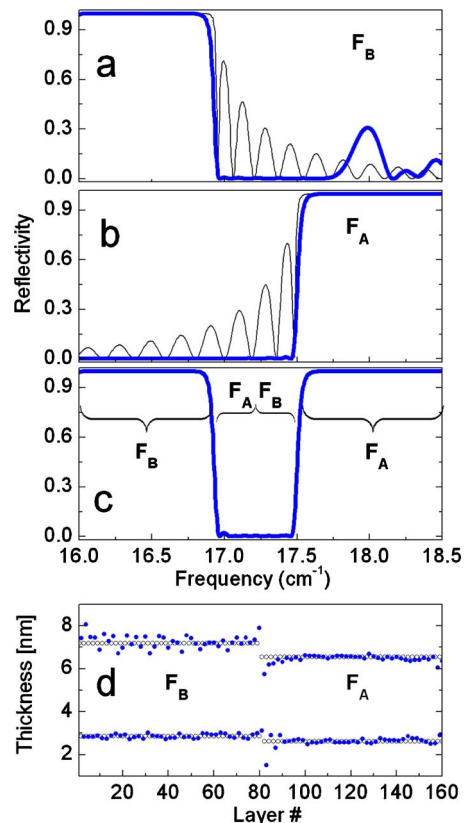 a
F_B
0.9
0.6
0.3
0.0
b
F_A
0.9
0.6
0.3
0.0
Reflectivity
c
F_B
F_A F_B
F_A
0.9
0.6
0.3
0.0
16.0 16.5 17.0 17.5 18.0 18.5
Frequency (cm⁻¹)
d
F_B
F_A
8
6
4
2
Thickness [nm]
20 40 60 80 100 120 140 160
Layer #